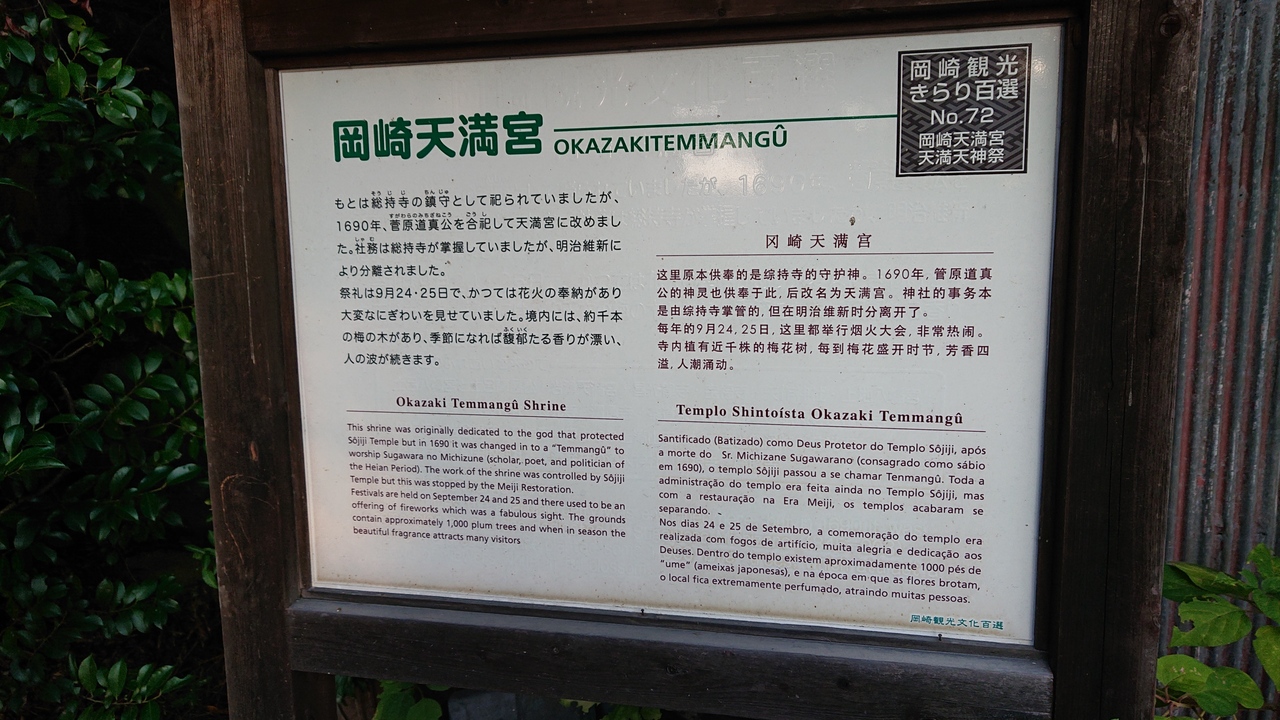 岡崎天満宮
OKAZAKITEMMANGÛ
岡崎観光
きらり百選
No.72
岡崎天満宮
天満天神祭
もとは総持寺の鎮守として祀られていましたが、
1690年、菅原道真公を合祀して天満宮に改めまし
た。社務は総持寺が掌握していましたが、明治維新に
より分離されました。
祭礼は9月24・25日で、かつては花火の奉納があり
大変なにぎわいを見せていました。境内には、約千本
の梅の木があり、季節になれば馥郁たる香りが漂い、
人の波が続きます。
冈崎天满宫
这里原本供奉的是综持寺的守护神。1690年，菅原道真
公的神灵也供奉于此，后改名为天满宫。神社的事务本
是由综持寺掌管的，但在明治维新时分离开了。
每年的9月24，25日，这里都举行烟火大会，非常热闹。
寺内植有近千株的梅花树，每到梅花盛开时节，芳香四
溢，人潮涌动。
Okazaki Temmangû Shrine
This shrine was originally dedicated to the god that protected
Sôjiji Temple but in 1690 it was changed in to a "Temmangû" to
worship Sugawara no Michizune (scholar, poet, and politician of
the Heian Period). The work of the shrine was controlled by Sôjiji
Temple but this was stopped by the Meiji Restoration.
Festivals are held on September 24 and 25 and there used to be an
offering of fireworks which was a fabulous sight. The grounds
contain approximately 1,000 plum trees and when in season the
beautiful fragrance attracts many visitors
Templo Shintoísta Okazaki Temmangû
Santificado (Batizado) como Deus Protetor do Templo Sôjiji, após
a morte do Sr. Michizane Sugawarano (consagrado como sábio
em 1690), o templo Sôjiji passou a se chamar Tenmangû. Toda a
administração do templo era feita ainda no Templo Sôjiji, mas
com a restauração na Era Meiji, os templos acabaram se
separando.
Nos dias 24 e 25 de Setembro, a comemoração do templo era
realizada com fogos de artifício, muita alegria e dedicação aos
Deuses. Dentro do templo existem aproximadamente 1000 pés de
"ume" (ameixas japonesas), e na época em que as flores brotam,
o local fica extremamente perfumado, atraindo muitas pessoas.
岡崎観光文化百選